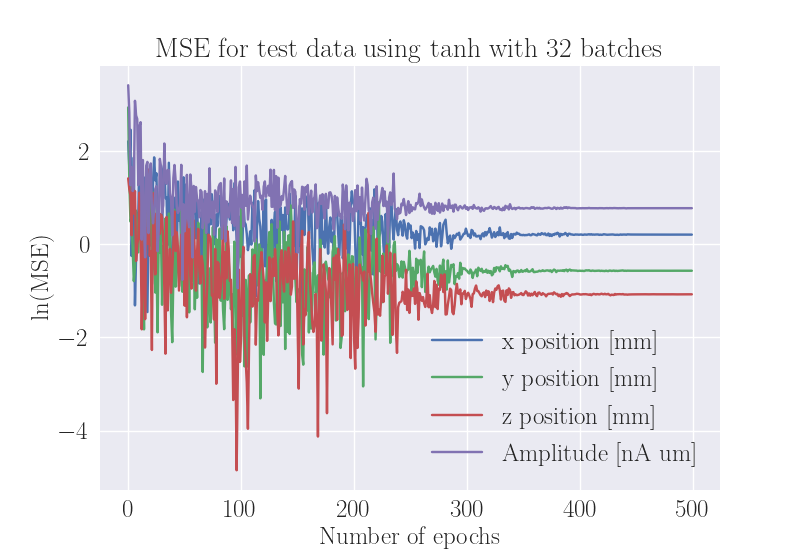 MSE for test data using tanh with 32 batches
ln(MSE)
2
0
−2
−4
x position [mm]
y position [mm]
z position [mm]
Amplitude [nA um]
0 100 200 300 400 500
Number of epochs